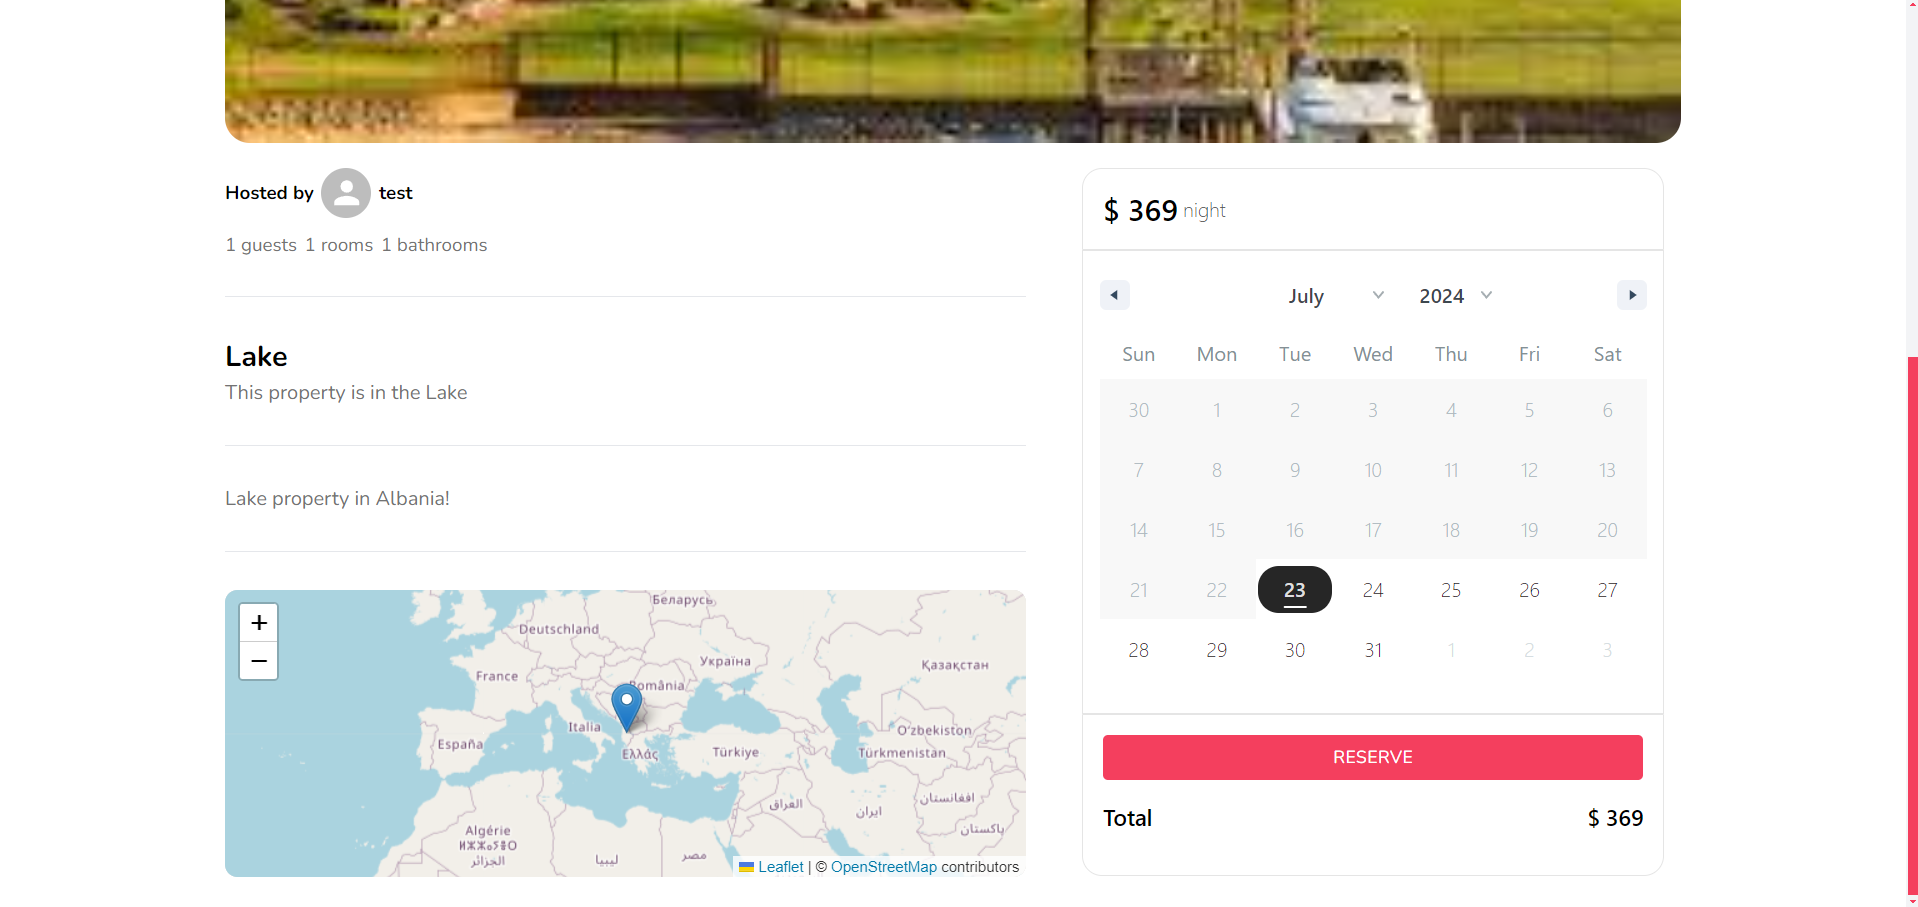 Hosted by test
1 guests 1 rooms 1 bathrooms
Lake
This property is in the Lake
Lake property in Albania!
+
−
Беларусь
Deutschland
Україна
Қазақстан
France
România
Italia
O‘zbekiston
España
Ελλάς
Türkiye
Türkmenistan
افغانستان
العراق
ایران
پاکستان
Algérie
ⵍⵣⵣⴰⵢⴻⵔ
الجزائر
ليبيا
مصر
Leaflet | © OpenStreetMap contributors
$ 369 night
July 2024
Sun Mon Tue Wed Thu Fri Sat
30 1 2 3 4 5 6
7 8 9 10 11 12 13
14 15 16 17 18 19 20
21 22 23 24 25 26 27
28 29 30 31 1 2 3
RESERVE
Total $ 369